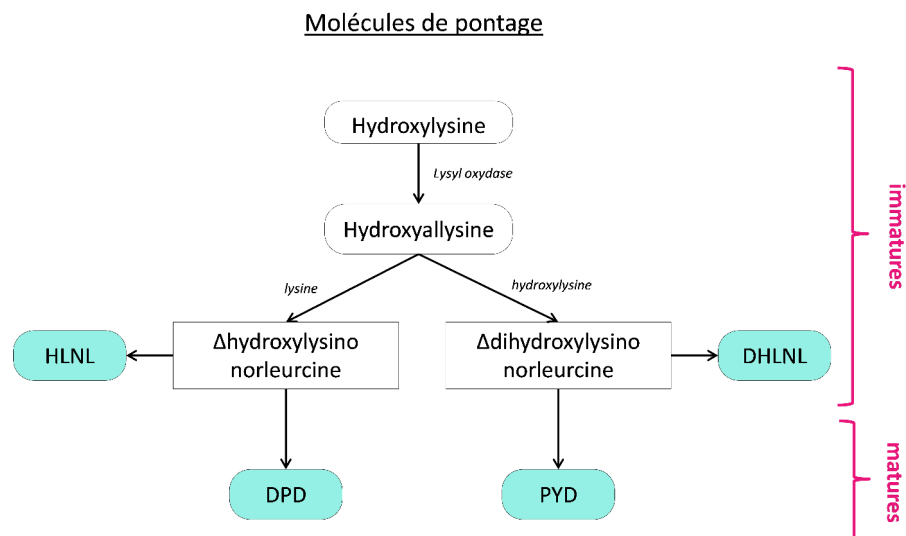 Molécules de pontage
Hydroxylysine
Lysyl oxydase
Hydroxyallysine
lysine
hydroxylysine
immatures
HLNL
Δhydroxylysino
norleurcine
Δdihydroxylysino
norleurcine
DHLNL
DPD
PYD
matures